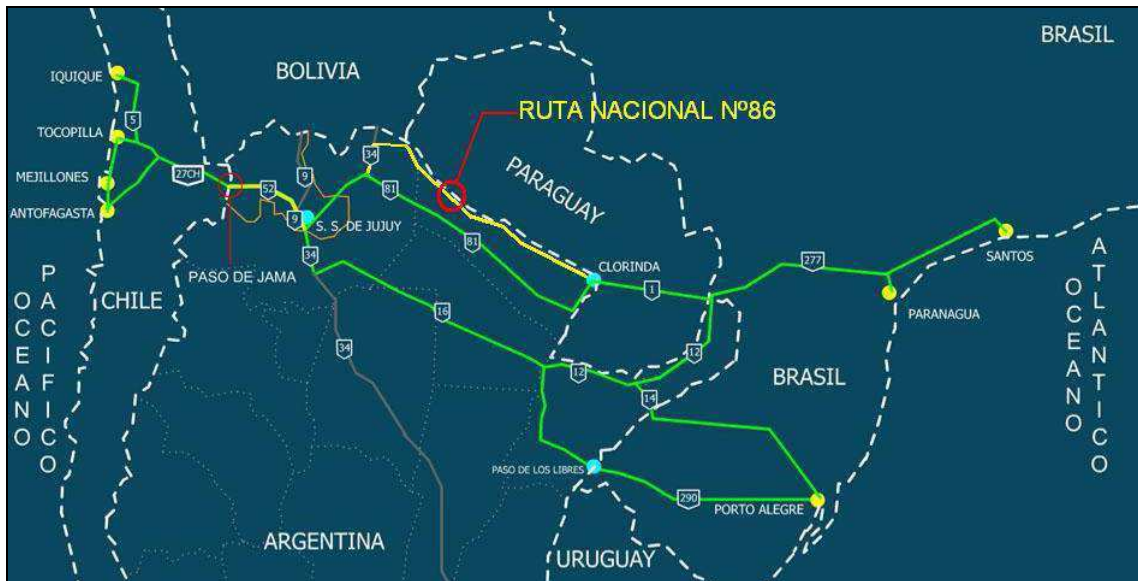 BRASIL
BOLIVIA
IQUIQUE
RUTA NACIONAL Nº86
5
TOCOPILLA
34
PARAGUAY
27CH
9
MEJILLONES
52
81
ANTOFAGASTA
9
S. S. DE JUJUY
SANTOS
34
81
277
CLORINDA
PASO DE JAMA
1
OCEANO
PACIFICO
CHILE
16
PARANAGUA
OCEANO
ATLANTICO
34
12
12
BRASIL
14
PASO DE LOS LIBRES
290
PORTO ALEGRE
ARGENTINA
URUGUAY